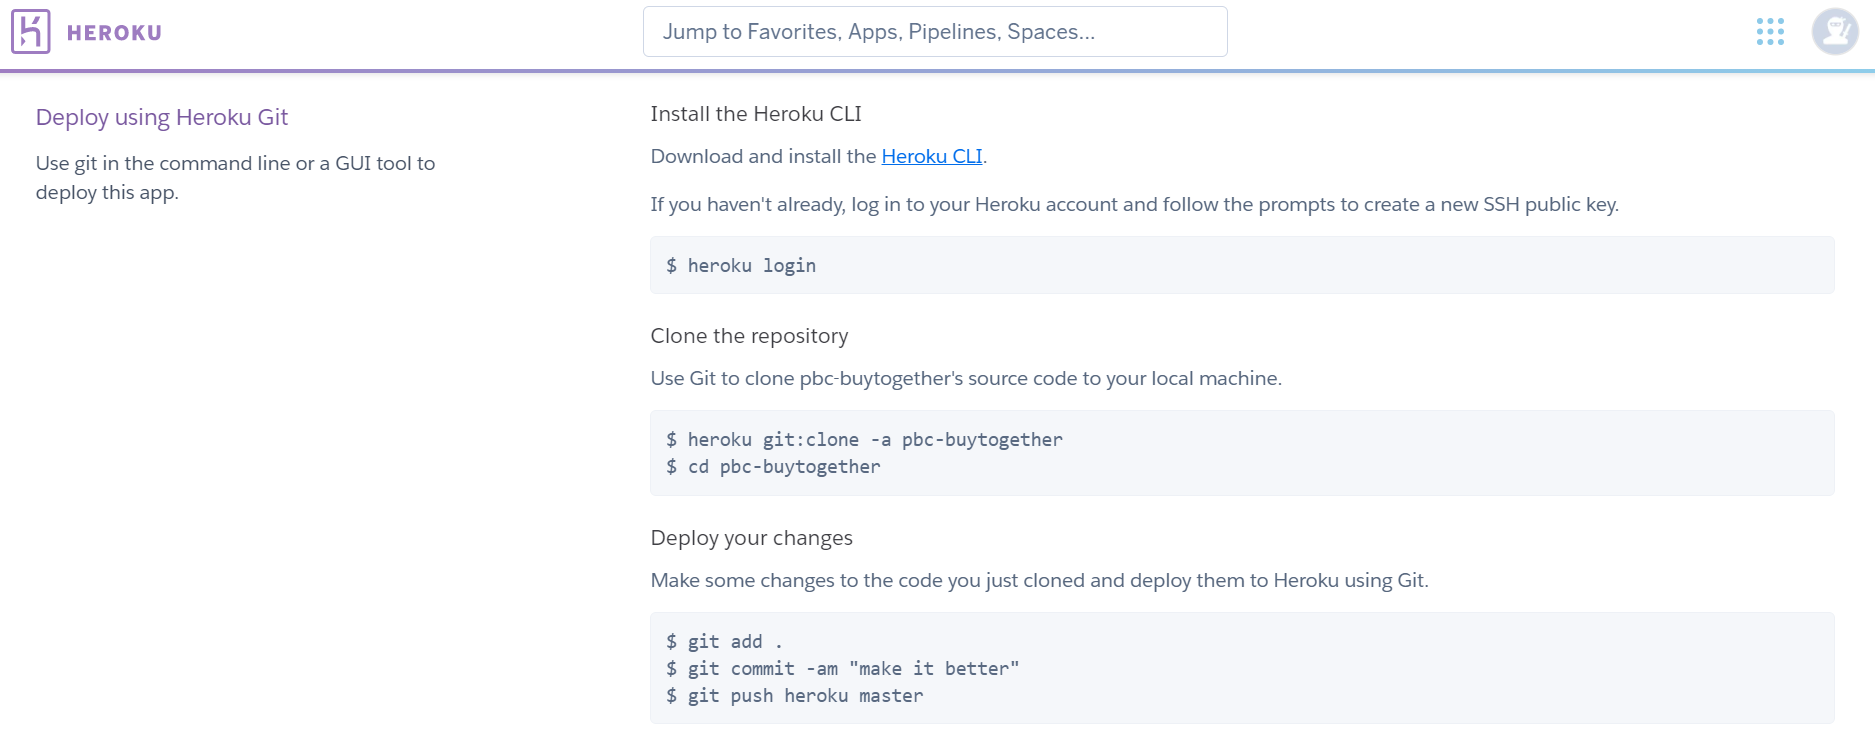 HEROKU
Jump to Favorites, Apps, Pipelines, Spaces...
Deploy using Heroku Git
Use git in the command line or a GUI tool to
deploy this app.
Install the Heroku CLI
Download and install the Heroku CLI.
If you haven't already, log in to your Heroku account and follow the prompts to create a new SSH public key.
$ heroku login
Clone the repository
Use Git to clone pbc-buytogether's source code to your local machine.
$ heroku git:clone -a pbc-buytogether
$ cd pbc-buytogether
Deploy your changes
Make some changes to the code you just cloned and deploy them to Heroku using Git.
$ git add .
$ git commit -am "make it better"
$ git push heroku master